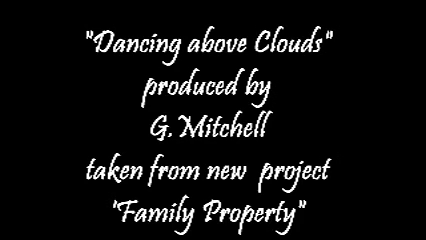 "Dancing above Clouds"
produced by
G. Mitchell
taken from new project
'Family Property"